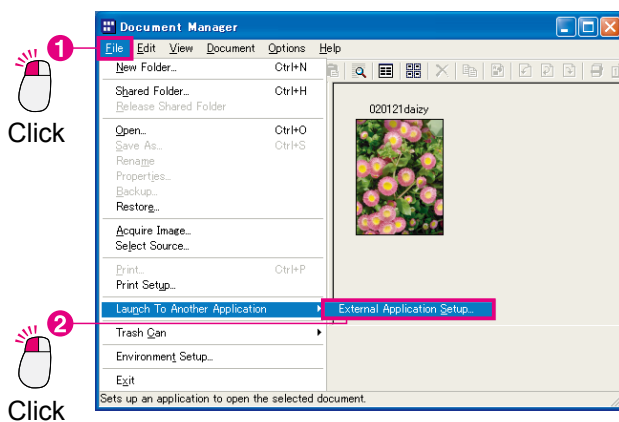 Document Manager
1
File Edit View Document Options Help
Click
New Folder... Ctrl+N
Shared Folder... Ctrl+H
Release Shared Folder
Open... Ctrl+O
Save As... Ctrl+S
Rename
Properties...
Backup...
Restore...
Acquire Image...
Select Source...
Print... Ctrl+P
Print Setup...
Launch To Another Application
External Application Setup...
2
Trash Can
Environment Setup...
Exit
Click
Sets up an application to open the selected document.
020121daizy